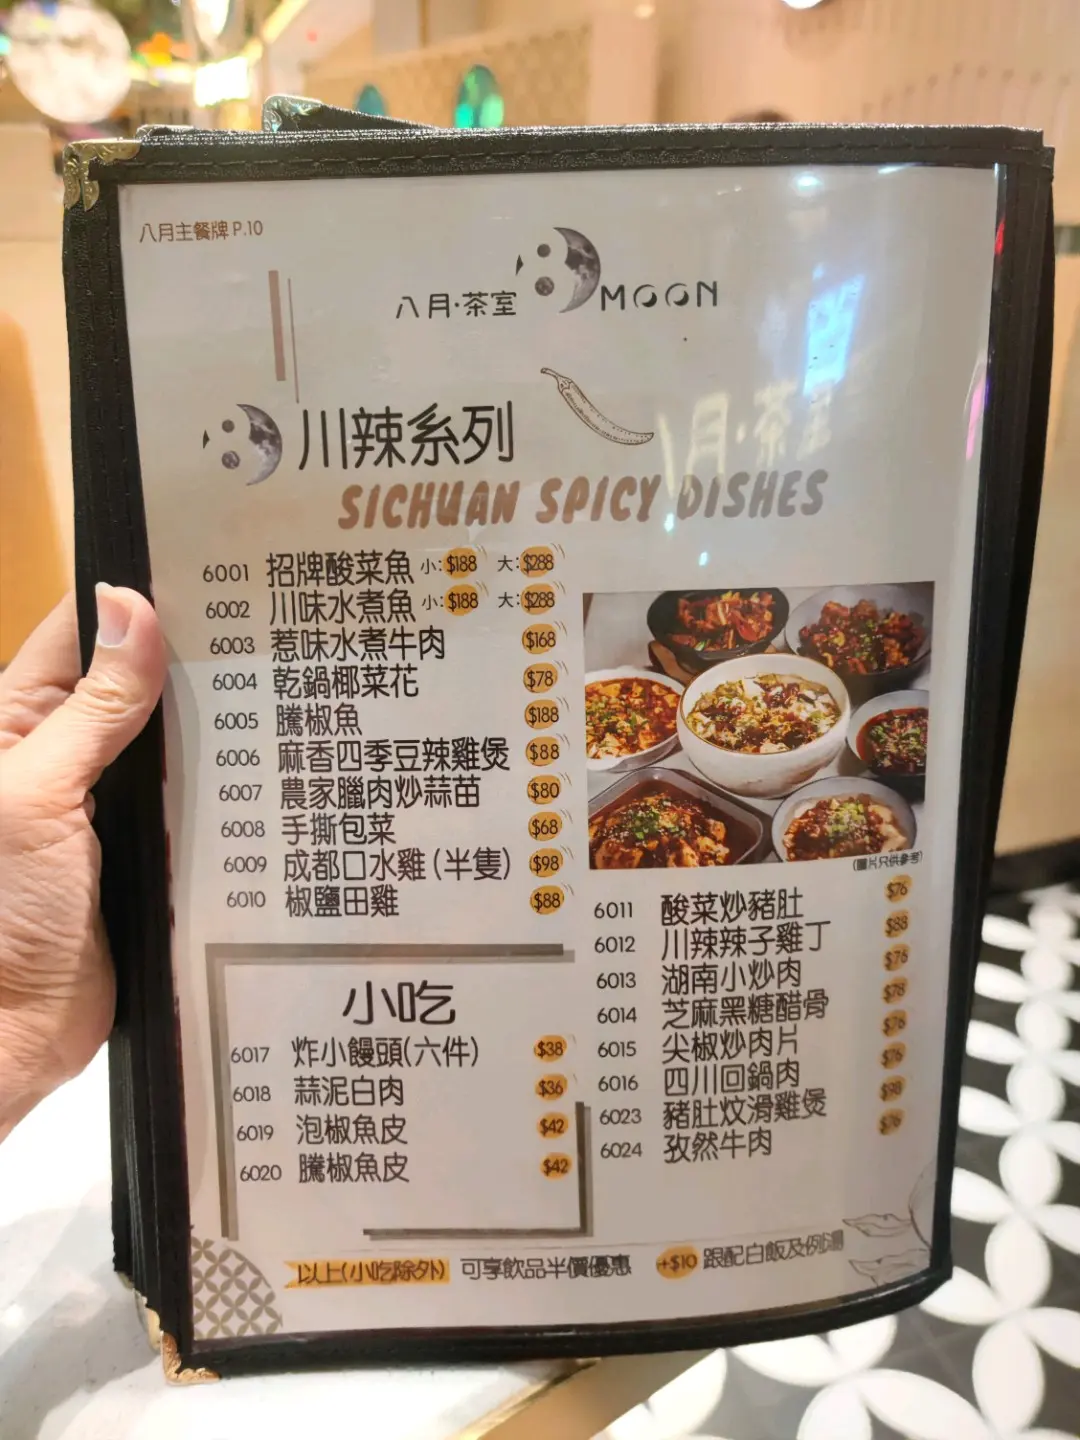 八月主餐牌 P.10
八月·茶室 MOON
川辣系列
SICHUAN SPICY DISHES
6001 招牌酸菜魚 小:$188 大:$288
6002 川味水煮魚 小:$188 大:$288
6003 惹味水煮牛肉 $168
6004 乾鍋椰菜花 $78
6005 騰椒魚 $188
6006 麻香四季豆辣雞煲 $88
6007 農家臘肉炒蒜苗 $80
6008 手撕包菜 $68
6009 成都口水雞(半隻) $98
6010 椒鹽田雞 $88
(圖片只供參考)
6011 酸菜炒豬肚 $76
6012 川辣辣子雞丁 $88
6013 湖南小炒肉 $76
6014 芝麻黑糖醋骨 $78
6015 尖椒炒肉片 $76
6016 四川回鍋肉 $76
6023 豬肚炆滑雞煲 $98
6024 孜然牛肉 $76
小吃
6017 炸小饅頭(六件) $38
6018 蒜泥白肉 $36
6019 泡椒魚皮 $42
6020 騰椒魚皮 $42
以上(小吃除外) 可享飲品半價優惠 +$10 跟配白飯及例湯